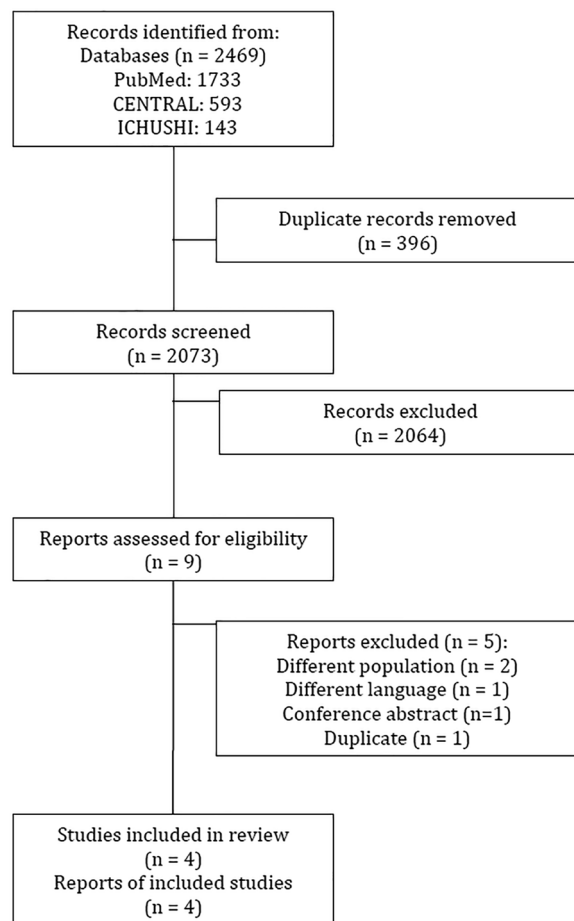 Records identified from:
Databases (n = 2469)
PubMed: 1733
CENTRAL: 593
ICHUSHI: 143
Duplicate records removed
(n = 396)
Records screened
(n = 2073)
Records excluded
(n = 2064)
Reports assessed for eligibility
(n = 9)
Reports excluded (n = 5):
Different population (n = 2)
Different language (n = 1)
Conference abstract (n=1)
Duplicate (n = 1)
Studies included in review
(n = 4)
Reports of included studies
(n = 4)